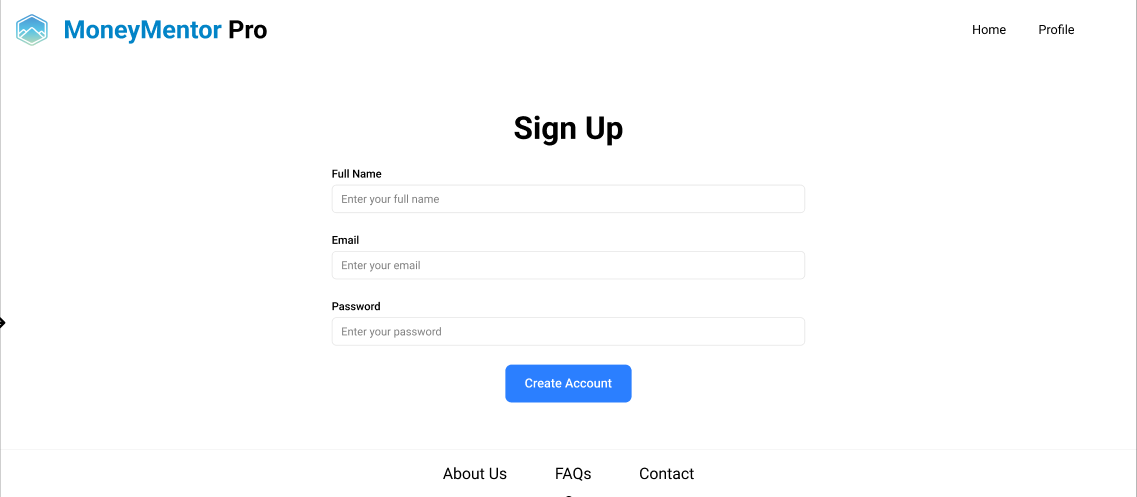 MoneyMentor Pro
Home Profile
Sign Up
Full Name
Enter your full name
Email
Enter your email
Password
Enter your password
Create Account
About Us FAQs Contact